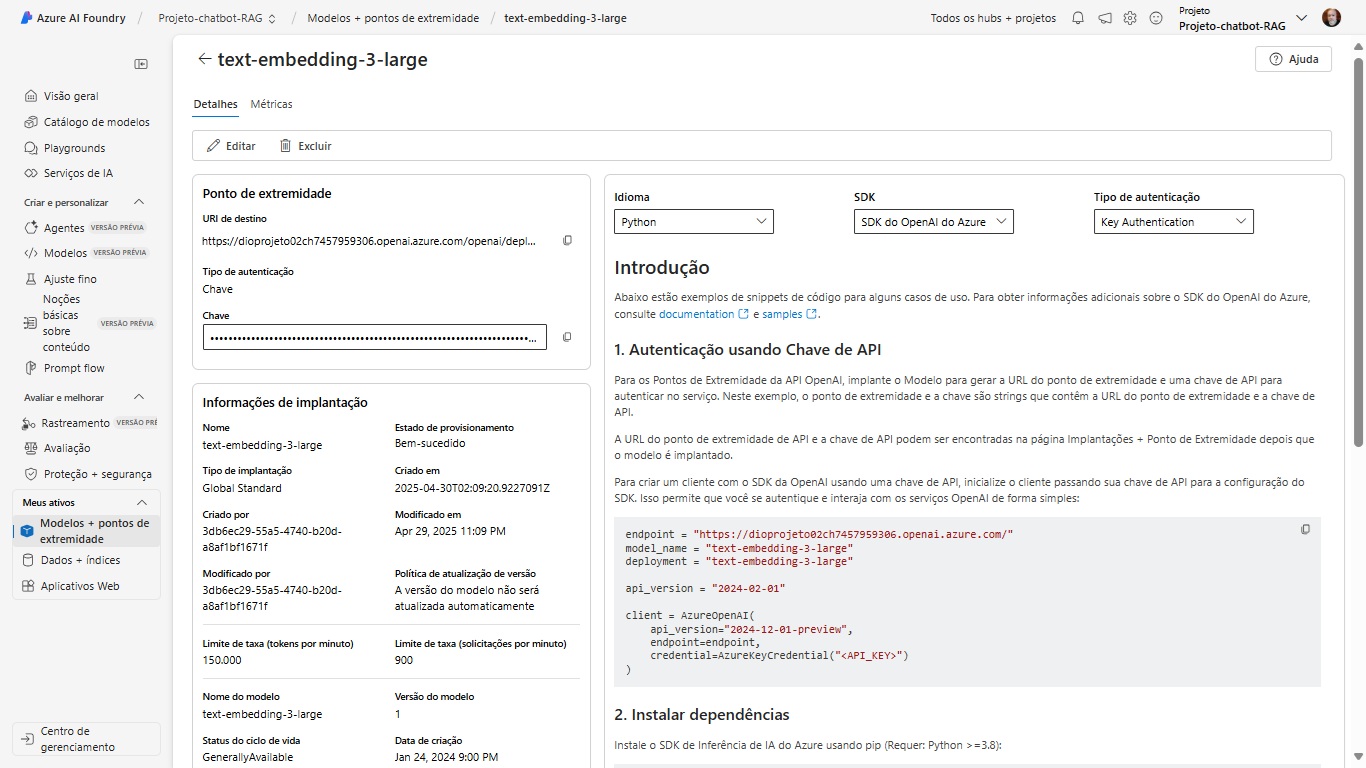 Azure AI Foundry / Projeto-chatbot-RAG / Modelos + pontos de extremidade / text-embedding-3-large
Todos os hubs + projetos
Projeto
Projeto-chatbot-RAG
Visão geral
Catálogo de modelos
Playgrounds
Serviços de IA
Criar e personalizar
Agentes VERSÃO PRÉVIA
Modelos VERSÃO PRÉVIA
Ajuste fino
Noções
básicas
sobre
conteúdo
VERSÃO PRÉVIA
Prompt flow
Avaliar e melhorar
Rastreamento VERSÃO PRÉ
Avaliação
Proteção + segurança
Meus ativos
Modelos + pontos de
extremidade
Dados + índices
Aplicativos Web
Centro de
gerenciamento
text-embedding-3-large
Ajuda
Detalhes Métricas
Editar Excluir
Ponto de extremidade
URI de destino
https://dioprojeto02ch7457959306.openai.azure.com/openai/depl...
Tipo de autenticação
Chave
Chave
Informações de implantação
Nome
text-embedding-3-large
Estado de provisionamento
Bem-sucedido
Tipo de implantação
Global Standard
Criado em
2025-04-30T02:09:20.9227091Z
Criado por
3db6ec29-55a5-4740-b20d-
a8af1bf1671f
Modificado em
Apr 29, 2025 11:09 PM
Modificado por
3db6ec29-55a5-4740-b20d-
a8af1bf1671f
Política de atualização de versão
A versão do modelo não será
atualizada automaticamente
Limite de taxa (tokens por minuto)
150.000
Limite de taxa (solicitações por minuto)
900
Nome do modelo
text-embedding-3-large
Versão do modelo
1
Status do ciclo de vida
GenerallyAvailable
Data de criação
Jan 24, 2024 9:00 PM
Idioma
Python
SDK
SDK do OpenAI do Azure
Tipo de autenticação
Key Authentication
Introdução
Abaixo estão exemplos de snippets de código para alguns casos de uso. Para obter informações adicionais sobre o SDK do OpenAI do Azure,
consulte documentation e samples.
1. Autenticação usando Chave de API
Para os Pontos de Extremidade da API OpenAI, implante o Modelo para gerar a URL do ponto de extremidade e uma chave de API para
autenticar no serviço. Neste exemplo, o ponto de extremidade e a chave são strings que contêm a URL do ponto de extremidade e a chave de
API.
A URL do ponto de extremidade de API e a chave de API podem ser encontradas na página Implantações + Ponto de Extremidade depois que
o modelo é implantado.
Para criar um cliente com o SDK da OpenAI usando uma chave de API, inicialize o cliente passando sua chave de API para a configuração do
SDK. Isso permite que você se autentique e interaja com os serviços OpenAI de forma simples:
endpoint = "https://dioprojeto02ch7457959306.openai.azure.com/"
model_name = "text-embedding-3-large"
deployment = "text-embedding-3-large"
api_version = "2024-02-01"
client = AzureOpenAI(
api_version="2024-12-01-preview",
endpoint=endpoint,
credential=AzureKeyCredential("<API_KEY>")
)
2. Instalar dependências
Instale o SDK de Inferência de IA do Azure usando pip (Requer: Python >=3.8):